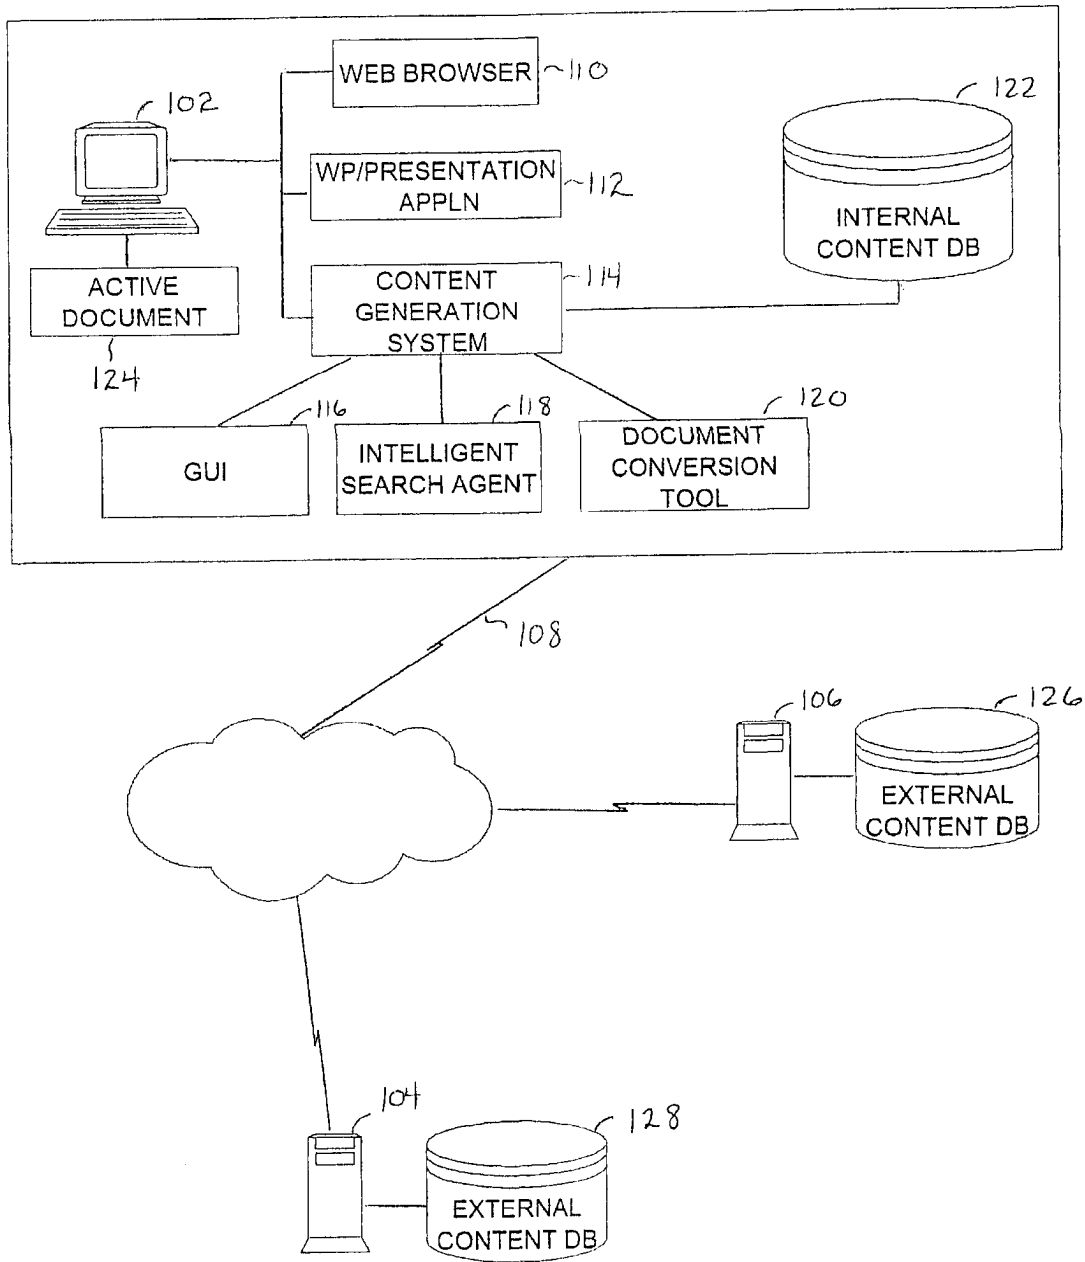 WEB BROWSER
110
102
122
WP/PRESENTATION
APPLN
112
INTERNAL
CONTENT DB
CONTENT
GENERATION
SYSTEM
114
ACTIVE
DOCUMENT
124
116
118
120
GUI
INTELLIGENT
SEARCH AGENT
DOCUMENT
CONVERSION
TOOL
108
106
126
EXTERNAL
CONTENT DB
104
128
EXTERNAL
CONTENT DB